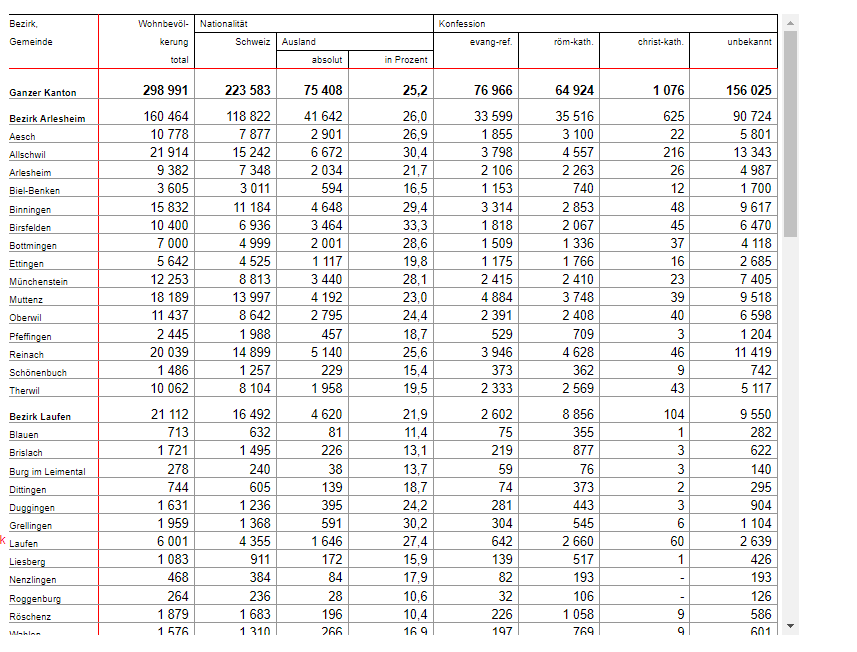 Bezirk, Wohnbevöl- Nationalität Konfession
Gemeinde kerung Schweiz Ausland evang-ref. röm-kath. christ-kath. unbekannt
total absolut in Prozent
Ganzer Kanton 298 991 223 583 75 408 25,2 76 966 64 924 1 076 156 025
Bezirk Arlesheim 160 464 118 822 41 642 26,0 33 599 35 516 625 90 724
Aesch 10 778 7 877 2 901 26,9 1 855 3 100 22 5 801
Allschwil 21 914 15 242 6 672 30,4 3 798 4 557 216 13 343
Arlesheim 9 382 7 348 2 034 21,7 2 106 2 263 26 4 987
Biel-Benken 3 605 3 011 594 16,5 1 153 740 12 1 700
Binningen 15 832 11 184 4 648 29,4 3 314 2 853 48 9 617
Birsfelden 10 400 6 936 3 464 33,3 1 818 2 067 45 6 470
Bottmingen 7 000 4 999 2 001 28,6 1 509 1 336 37 4 118
Ettingen 5 642 4 525 1 117 19,8 1 175 1 766 16 2 685
Münchenstein 12 253 8 813 3 440 28,1 2 415 2 410 23 7 405
Muttenz 18 189 13 997 4 192 23,0 4 884 3 748 39 9 518
Oberwil 11 437 8 642 2 795 24,4 2 391 2 408 40 6 598
Pfeffingen 2 445 1 988 457 18,7 529 709 3 1 204
Reinach 20 039 14 899 5 140 25,6 3 946 4 628 46 11 419
Schönenbuch 1 486 1 257 229 15,4 373 362 9 742
Therwil 10 062 8 104 1 958 19,5 2 333 2 569 43 5 117
Bezirk Laufen 21 112 16 492 4 620 21,9 2 602 8 856 104 9 550
Blauen 713 632 81 11,4 75 355 1 282
Brislach 1 721 1 495 226 13,1 219 877 3 622
Burg im Leimental 278 240 38 13,7 59 76 3 140
Dittingen 744 605 139 18,7 74 373 2 295
Duggingen 1 631 1 236 395 24,2 281 443 3 904
Grellingen 1 959 1 368 591 30,2 304 545 6 1 104
k Laufen 6 001 4 355 1 646 27,4 642 2 660 60 2 639
Liesberg 1 083 911 172 15,9 139 517 1 426
Nenzlingen 468 384 84 17,9 82 193 - 193
Roggenburg 264 236 28 10,6 32 106 - 126
Röschenz 1 879 1 683 196 10,4 226 1 058 9 586
Wahlen 1 576 1 310 266 16,9 197 769 9 601